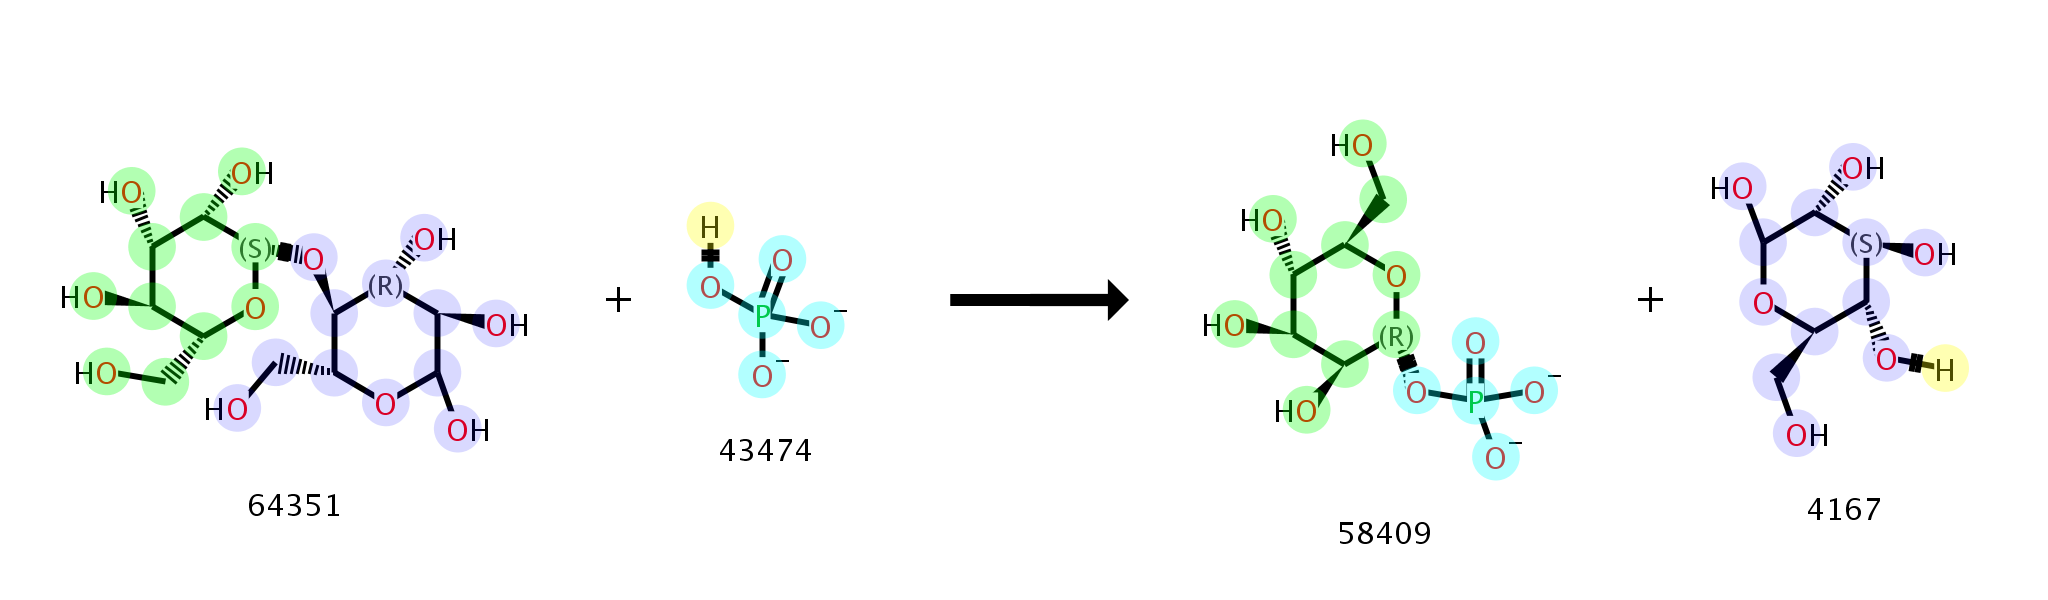 HO OH (S) O OH
HO O (R) OH
HO HO O OH
64351
+
H O O P O⁻ O⁻
43474
HO HO O
HO (R) O
HO O P O⁻ O⁻
58409
+
HO OH (S) OH
O O H
OH
4167